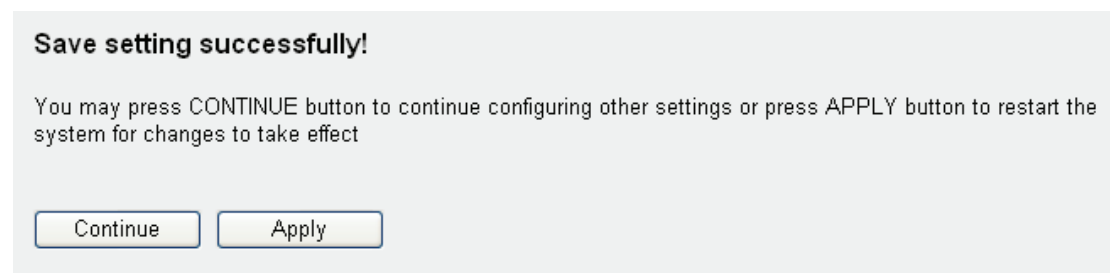 Save setting successfully!
You may press CONTINUE button to continue configuring other settings or press APPLY button to restart the
system for changes to take effect
Continue Apply